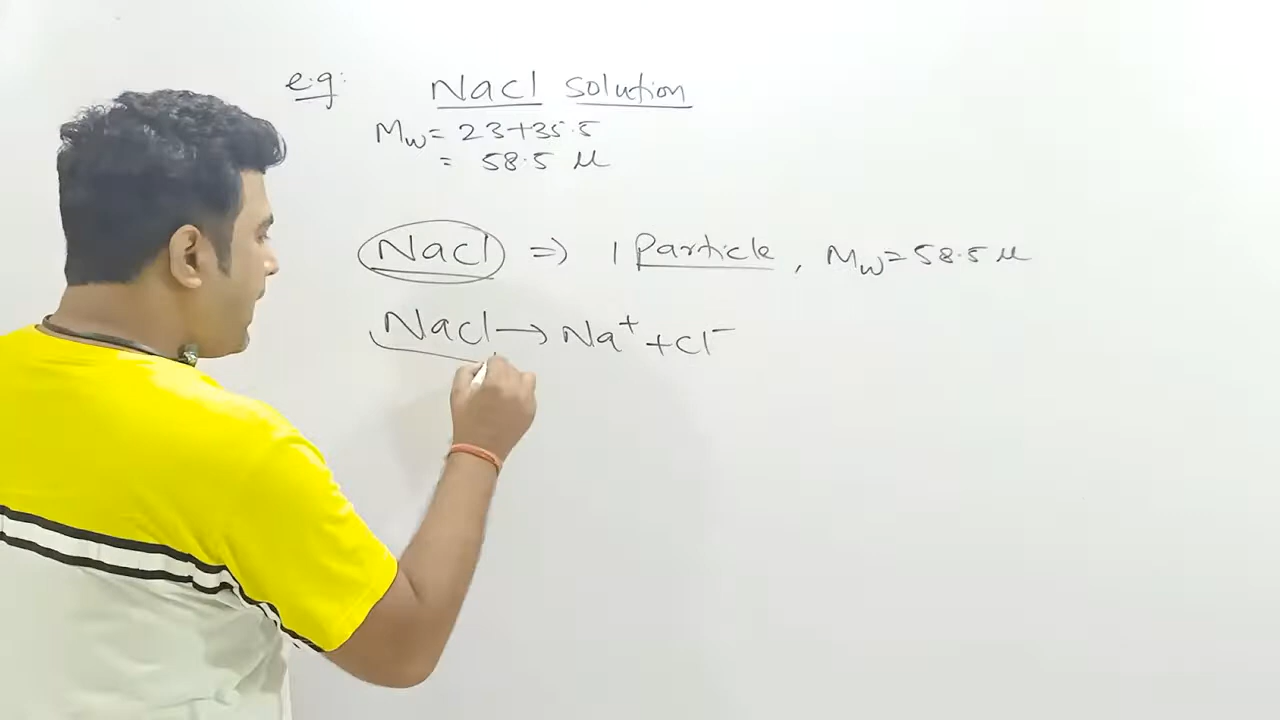 e.g: Nacl solution
Mw = 23+35.5
= 58.5 u
Nacl => 1 Particle, Mw = 58.5 u
Nacl → Na⁺ + Cl⁻